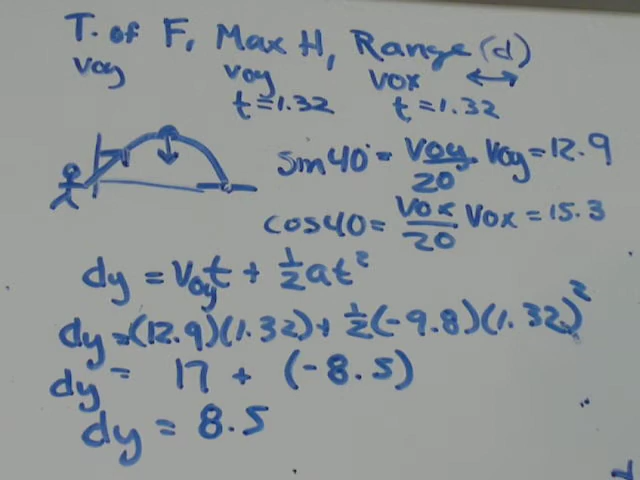 T. of F, Max H, Range (d)
voy voy vox ↔
t=1.32 t=1.32
sin40° = voy/20 voy=12.9
cos40 = vox/20 vox=15.3
dy = voyt + 1/2at²
dy=(12.9)(1.32)+ 1/2(-9.8)(1.32)²
dy = 17 + (-8.5)
dy = 8.5